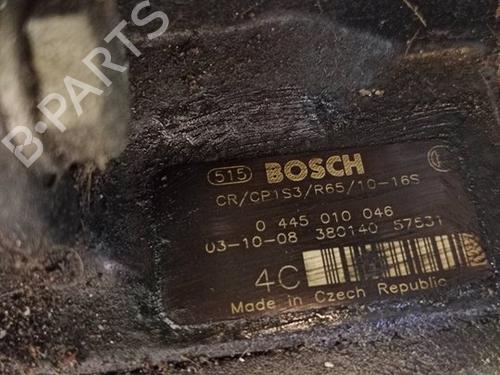 B-PARTS
515 BOSCH
CR/CP1S3/R65/10-16S
0 445 010 046
03-10-08 380140 57531
4C
Made in Czech Republic